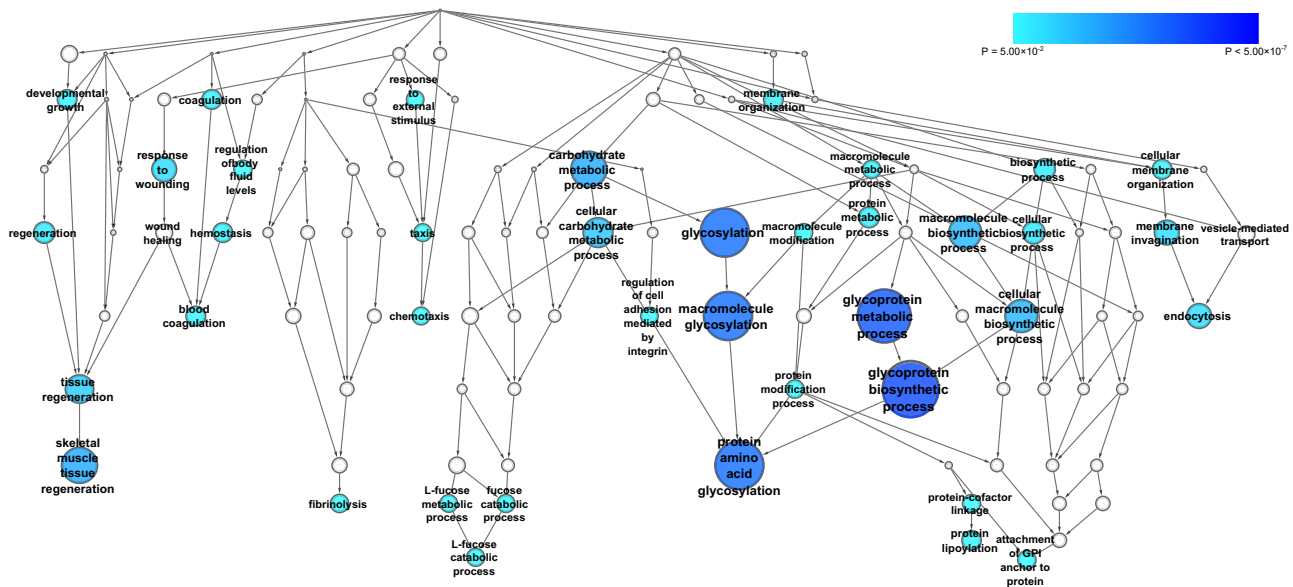 P = 5.00×10⁻²
P < 5.00×10⁻⁷
developmental
growth
coagulation
response
to
external
stimulus
membrane
organization
response
to
wounding
regulation
ofbody
fluid levels
carbohydrate
metabolic
process
macromolecule
metabolic
process
biosynthetic
process
cellular
membrane
organization
regeneration
wound
healing
hemostasis
taxis
cellular
carbohydrate
metabolic
process
glycosylation
macromolecule
modification
protein
metabolic
process
macromolecule
biosynthetic
process
cellular
biosynthetic
process
membrane
invagination
vesicle-mediated
transport
blood
coagulation
chemotaxis
regulation
of cell
adhesion
mediated
by
integrin
macromolecule
glycosylation
glycoprotein
metabolic
process
cellular
macromolecule
biosynthetic
process
endocytosis
tissue
regeneration
protein
modification
process
glycoprotein
biosynthetic
process
skeletal
muscle
tissue
regeneration
fibrinolysis
L-fucose
metabolic
process
fucose
catabolic
process
protein
amino
acid
glycosylation
protein-cofactor
linkage
L-fucose
catabolic
process
protein
lipoylation
attachment
of GPI
anchor to
protein